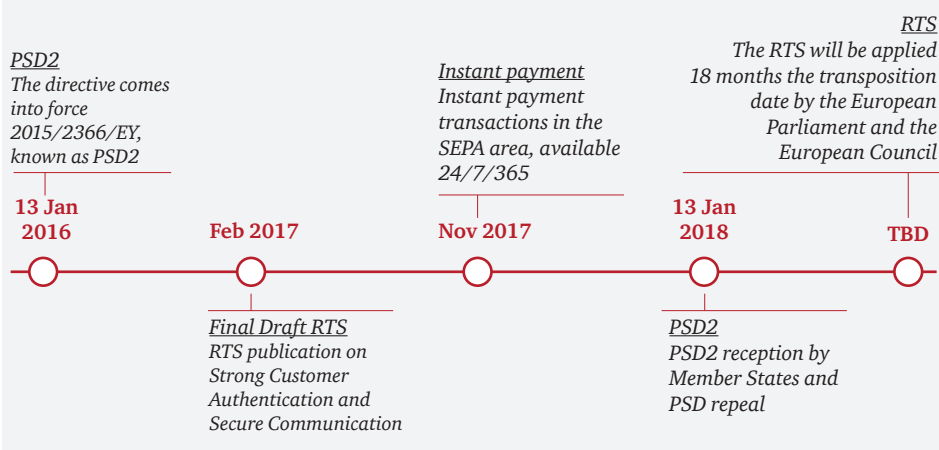 PSD2
The directive comes
into force
2015/2366/EY,
known as PSD2
13 Jan
2016
Feb 2017
Final Draft RTS
RTS publication on
Strong Customer
Authentication and
Secure Communication
Instant payment
Instant payment
transactions in the
SEPA area, available
24/7/365
Nov 2017
13 Jan
2018
PSD2
PSD2 reception by
Member States and
PSD repeal
RTS
The RTS will be applied
18 months the transposition
date by the European
Parliament and the
European Council
TBD